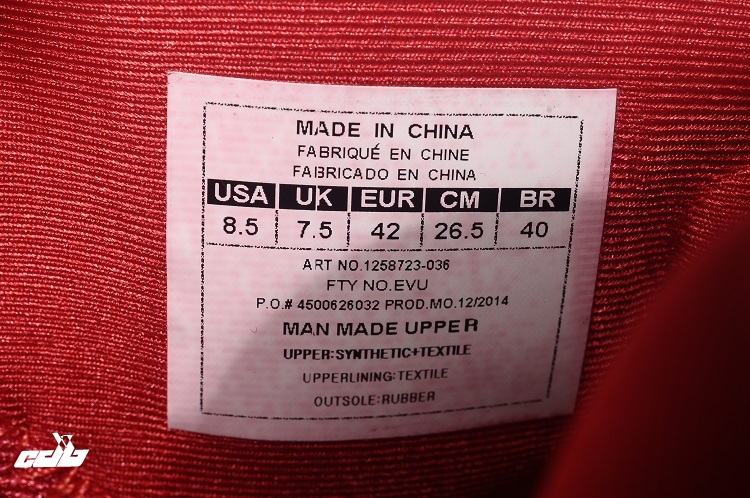 MADE IN CHINA
FABRIQUÉ EN CHINE
FABRICADO EN CHINA
USA UK EUR CM BR
8.5 7.5 42 26.5 40
ART NO.1258723-036
FTY NO.EVU
P.O.# 4500626032 PROD.MO.12/2014
MAN MADE UPPER
UPPER:SYNTHETIC+TEXTILE
UPPERLINING:TEXTILE
OUTSOLE:RUBBER
cdb